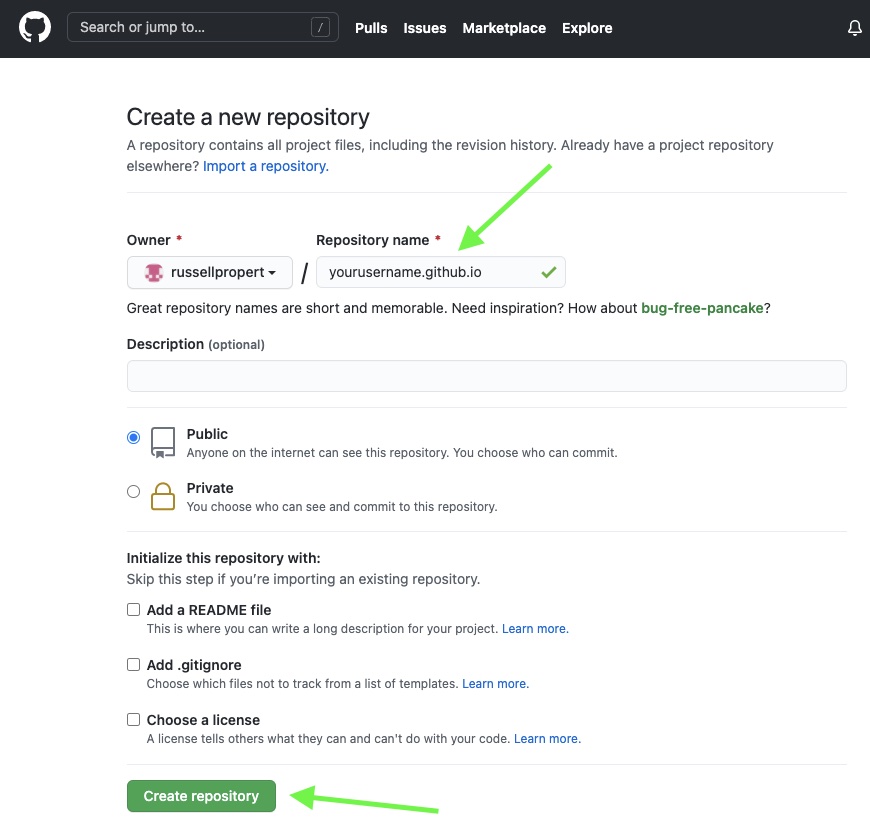 Search or jump to... / Pulls Issues Marketplace Explore
Create a new repository
A repository contains all project files, including the revision history. Already have a project repository
elsewhere? Import a repository.
Owner * Repository name *
russellpropert / yourusername.github.io
Great repository names are short and memorable. Need inspiration? How about bug-free-pancake?
Description (optional)
Public
Anyone on the internet can see this repository. You choose who can commit.
Private
You choose who can see and commit to this repository.
Initialize this repository with:
Skip this step if you’re importing an existing repository.
Add a README file
This is where you can write a long description for your project. Learn more.
Add .gitignore
Choose which files not to track from a list of templates. Learn more.
Choose a license
A license tells others what they can and can't do with your code. Learn more.
Create repository